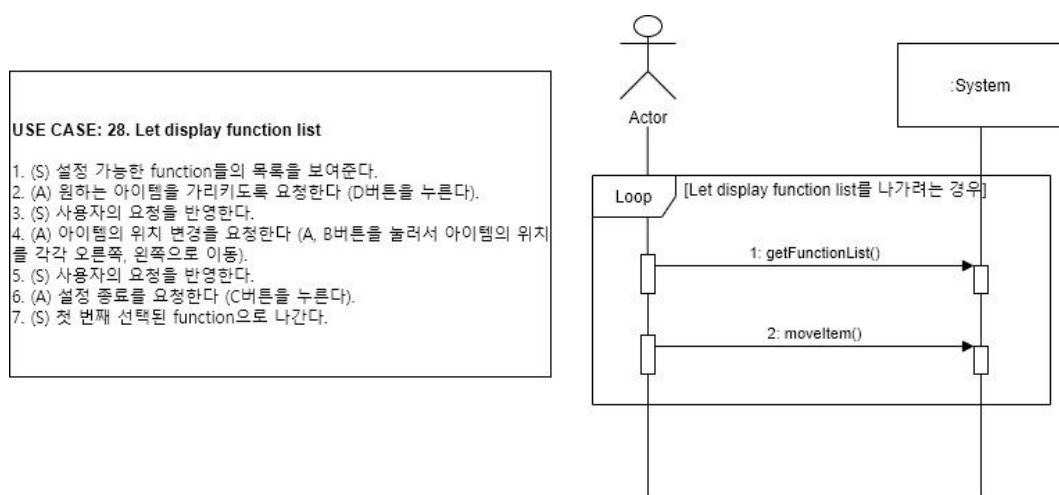 USE CASE: 28. Let display function list
1. (S) 설정 가능한 function들의 목록을 보여준다.
2. (A) 원하는 아이템을 가리키도록 요청한다 (D버튼을 누른다).
3. (S) 사용자의 요청을 반영한다.
4. (A) 아이템의 위치 변경을 요청한다 (A, B버튼을 눌러서 아이템의 위치
를 각각 오른쪽, 왼쪽으로 이동).
5. (S) 사용자의 요청을 반영한다.
6. (A) 설정 종료를 요청한다 (C버튼을 누른다).
7. (S) 첫 번째 선택된 function으로 나간다.
Actor
:System
Loop
[Let display function list를 나가려는 경우]
1: getFunctionList()
2: moveItem()